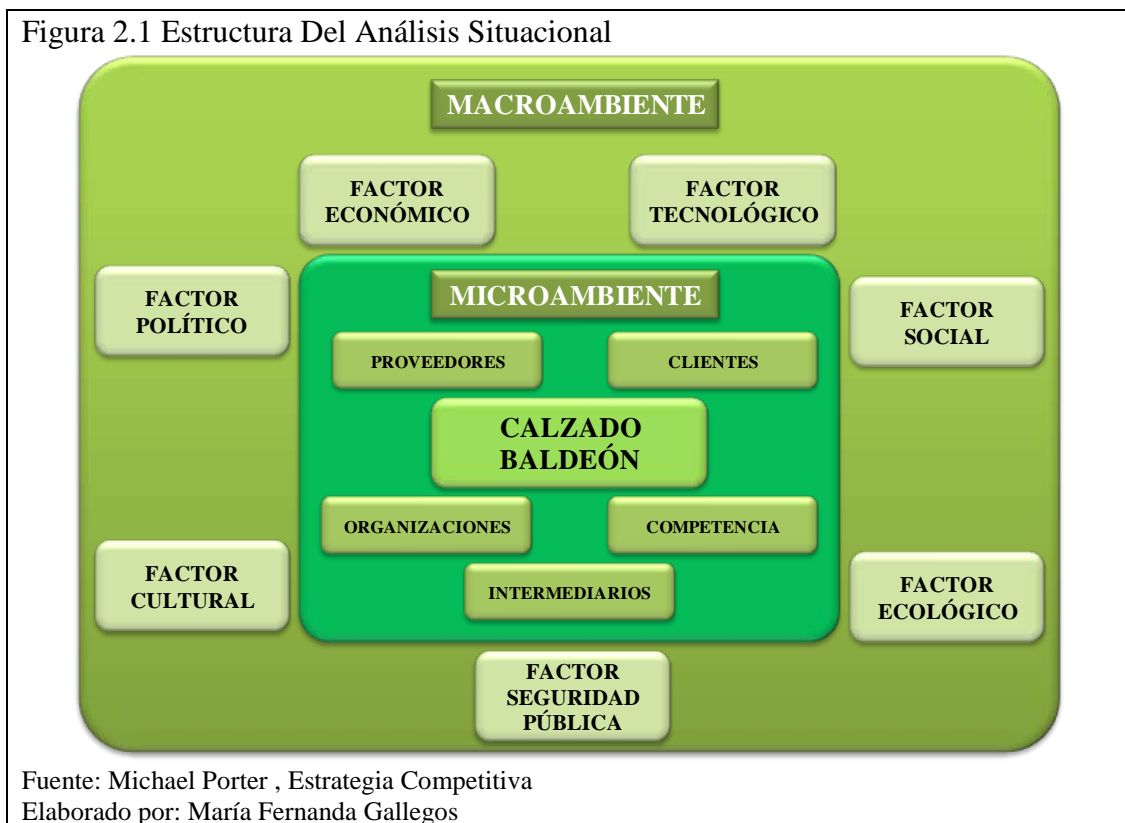 Figura 2.1 Estructura Del Análisis Situacional
MACROAMBIENTE
FACTOR
ECONÓMICO
FACTOR
TECNOLÓGICO
FACTOR
POLÍTICO
MICROAMBIENTE
FACTOR
SOCIAL
PROVEEDORES
CLIENTES
CALZADO
BALDEÓN
ORGANIZACIONES
COMPETENCIA
INTERMEDIARIOS
FACTOR
CULTURAL
FACTOR
ECOLÓGICO
FACTOR
SEGURIDAD
PÚBLICA
Fuente: Michael Porter , Estrategia Competitiva
Elaborado por: María Fernanda Gallegos